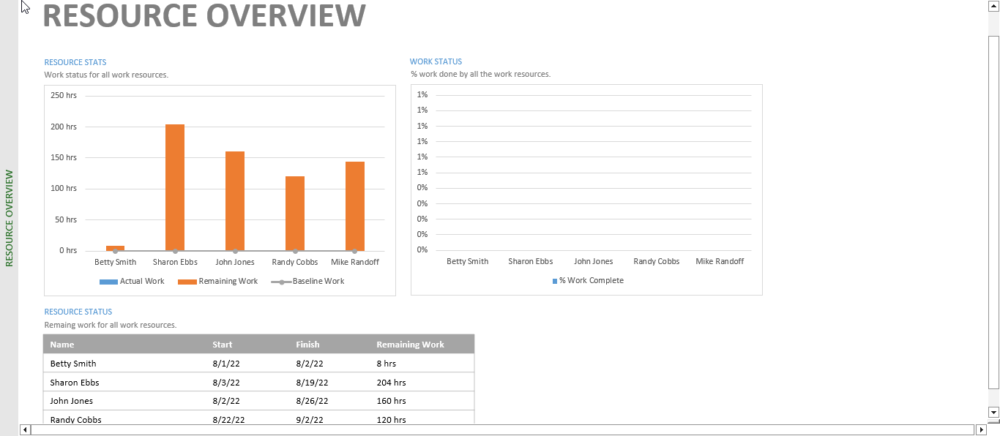 RESOURCE OVERVIEW
RESOURCE OVERVIEW
RESOURCE STATS
Work status for all work resources.
250 hrs
200 hrs
150 hrs
100 hrs
50 hrs
0 hrs
Betty Smith Sharon Ebbs John Jones Randy Cobbs Mike Randoff
Actual Work Remaining Work Baseline Work
WORK STATUS
% work done by all the work resources.
1%
1%
1%
1%
1%
1%
0%
0%
0%
0%
0%
Betty Smith Sharon Ebbs John Jones Randy Cobbs Mike Randoff
% Work Complete
RESOURCE STATUS
Remaing work for all work resources.
Name Start Finish Remaining Work
Betty Smith 8/1/22 8/2/22 8 hrs
Sharon Ebbs 8/3/22 8/19/22 204 hrs
John Jones 8/2/22 8/26/22 160 hrs
Randy Cobbs 8/22/22 9/2/22 120 hrs